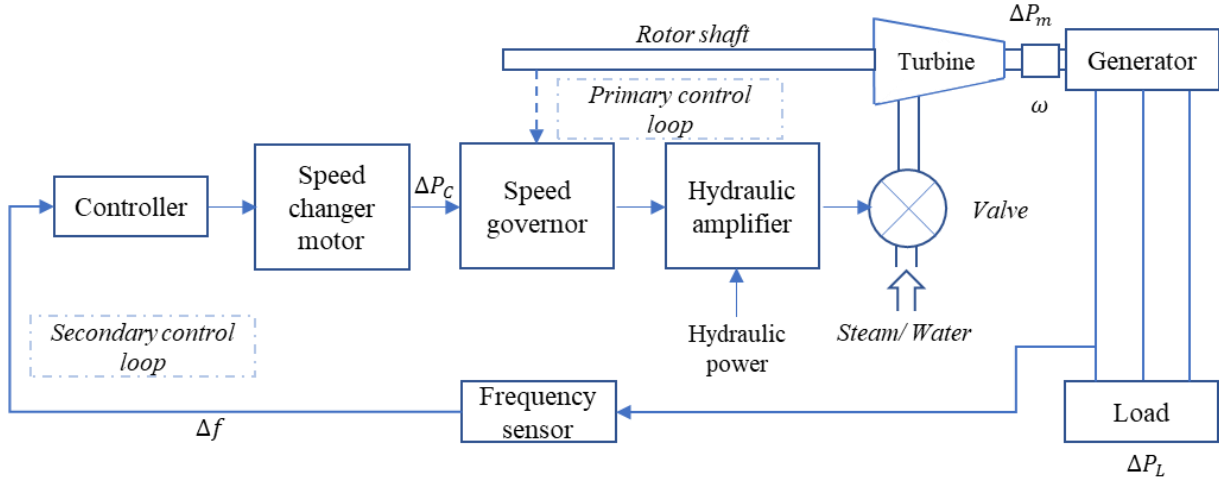 Rotor shaft
ΔP_m
Turbine
Generator
ω
Primary control
loop
Controller
Speed
changer
motor
ΔP_C
Speed
governor
Hydraulic
amplifier
Valve
Secondary control
loop
Hydraulic
power
Steam/ Water
Frequency
sensor
Δf
Load
ΔP_L